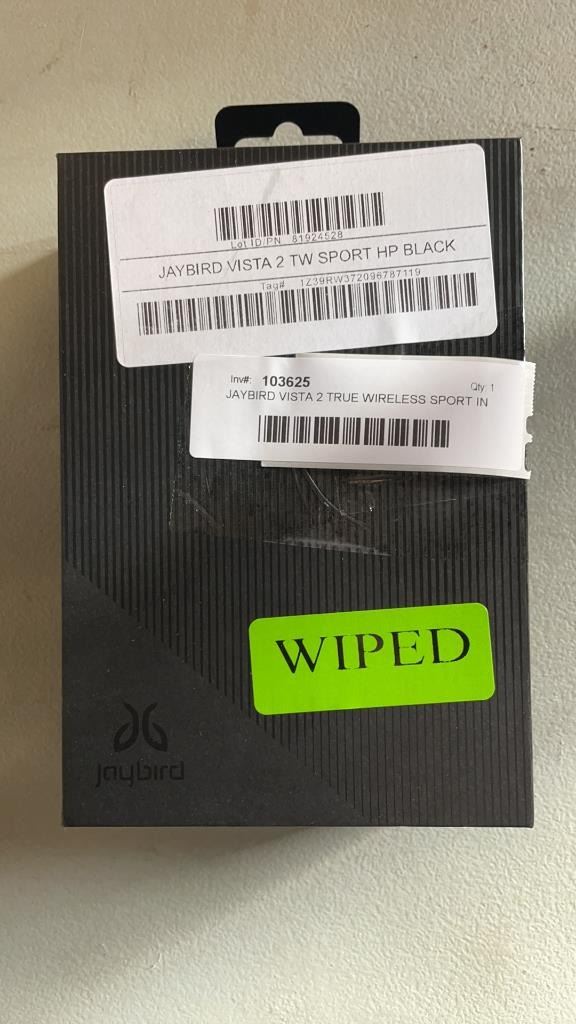 Lot ID/PN 81924528
JAYBIRD VISTA 2 TW SPORT HP BLACK
Tag# 1Z39RW372096787119
Inv#: 103625 Qty 1
JAYBIRD VISTA 2 TRUE WIRELESS SPORT IN
WIPED
jaybird